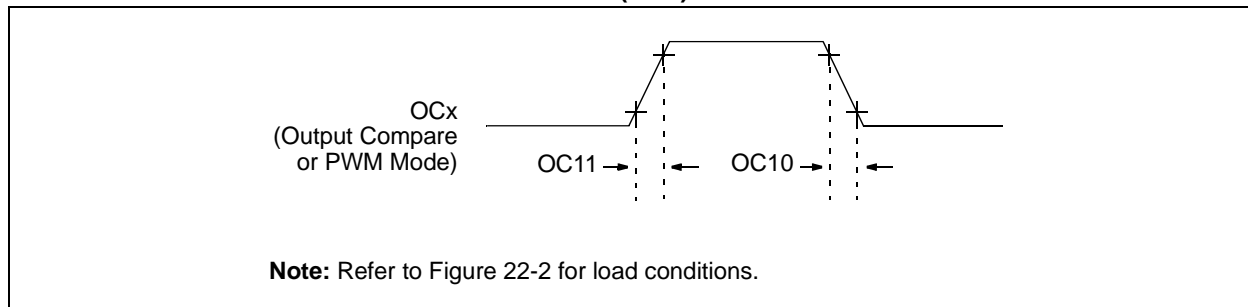 OCx
(Output Compare
or PWM Mode)
OC11
OC10
Note: Refer to Figure 22-2 for load conditions.